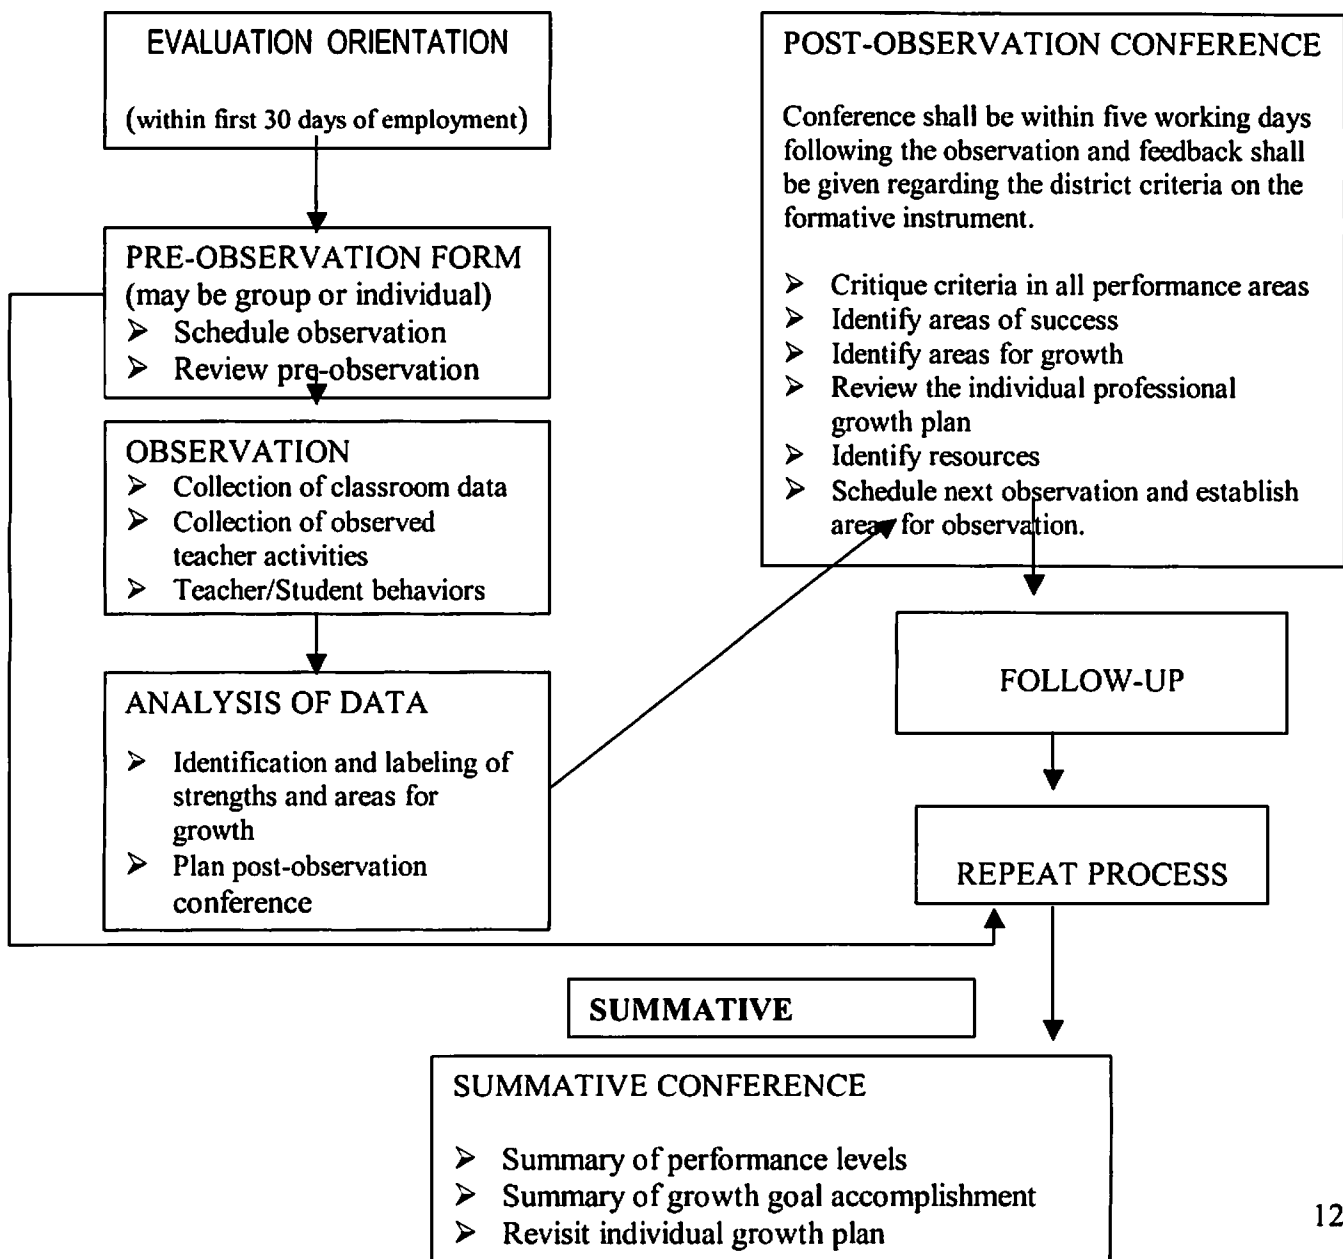 EVALUATION ORIENTATION
(within first 30 days of employment)
PRE-OBSERVATION FORM
(may be group or individual)
➢ Schedule observation
➢ Review pre-observation
OBSERVATION
➢ Collection of classroom data
➢ Collection of observed
teacher activities
➢ Teacher/Student behaviors
ANALYSIS OF DATA
➢ Identification and labeling of
strengths and areas for
growth
➢ Plan post-observation
conference
POST-OBSERVATION CONFERENCE
Conference shall be within five working days
following the observation and feedback shall
be given regarding the district criteria on the
formative instrument.
➢ Critique criteria in all performance areas
➢ Identify areas of success
➢ Identify areas for growth
➢ Review the individual professional
growth plan
➢ Identify resources
➢ Schedule next observation and establish
areas for observation.
FOLLOW-UP
REPEAT PROCESS
SUMMATIVE
SUMMATIVE CONFERENCE
➢ Summary of performance levels
➢ Summary of growth goal accomplishment
➢ Revisit individual growth plan
12